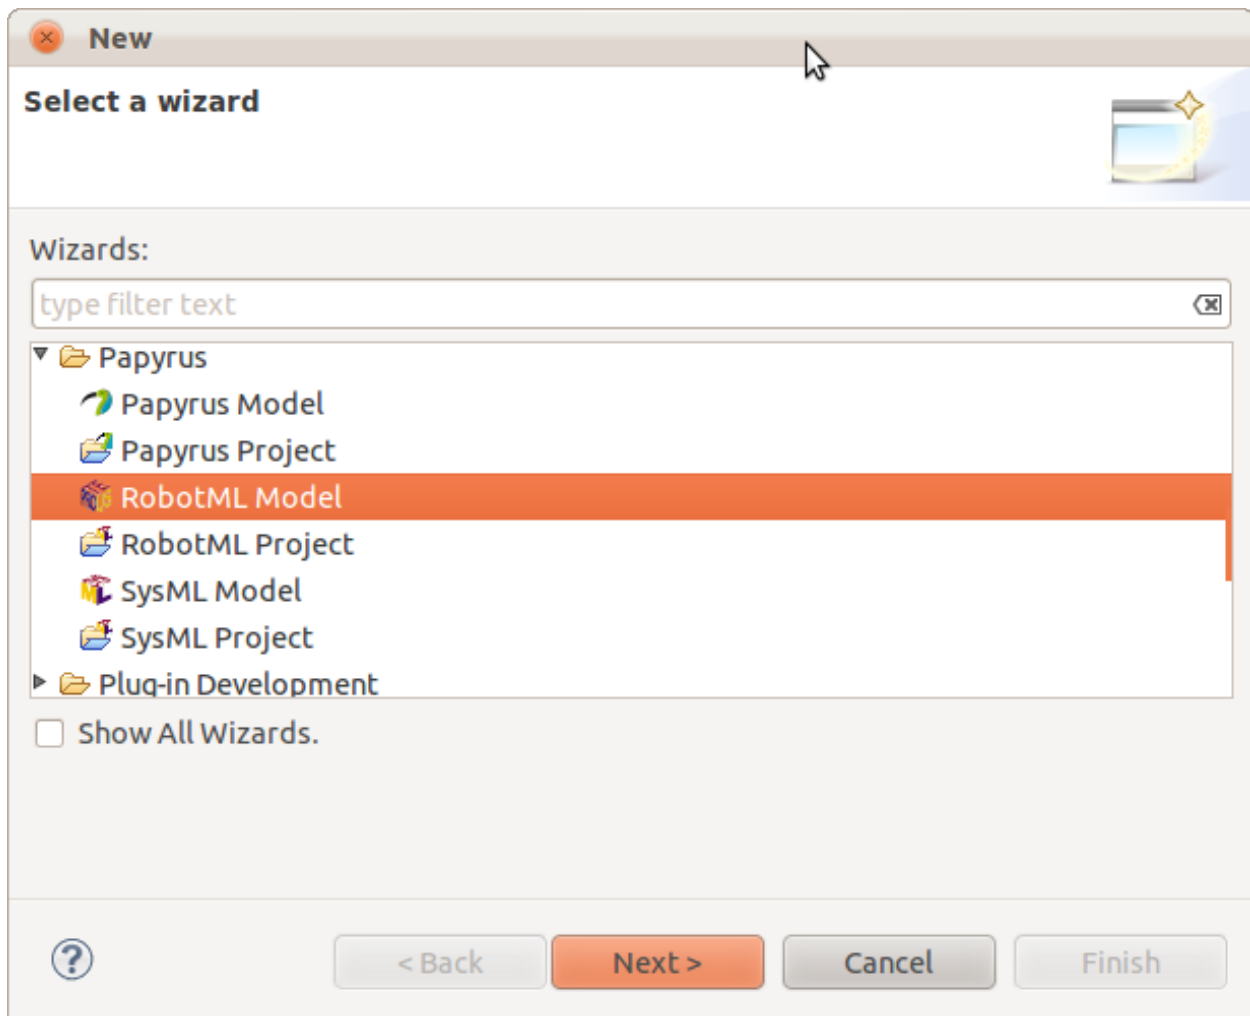 New
Select a wizard
Wizards:
type filter text
Papyrus
Papyrus Model
Papyrus Project
RobotML Model
RobotML Project
SysML Model
SysML Project
Plug-in Development
Show All Wizards.
< Back Next > Cancel Finish